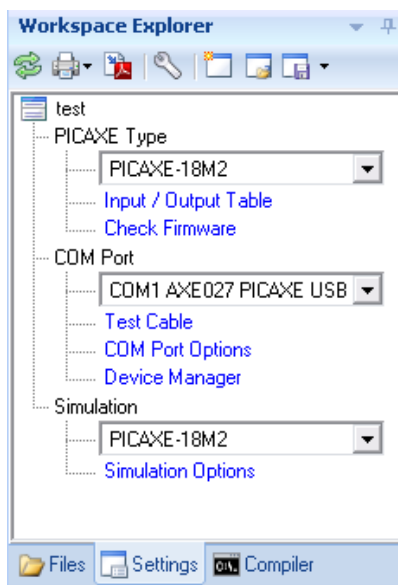 Workspace Explorer
test
PICAXE Type
PICAXE-18M2
Input / Output Table
Check Firmware
COM Port
COM1 AXE027 PICAXE USB
Test Cable
COM Port Options
Device Manager
Simulation
PICAXE-18M2
Simulation Options
Files Settings Compiler